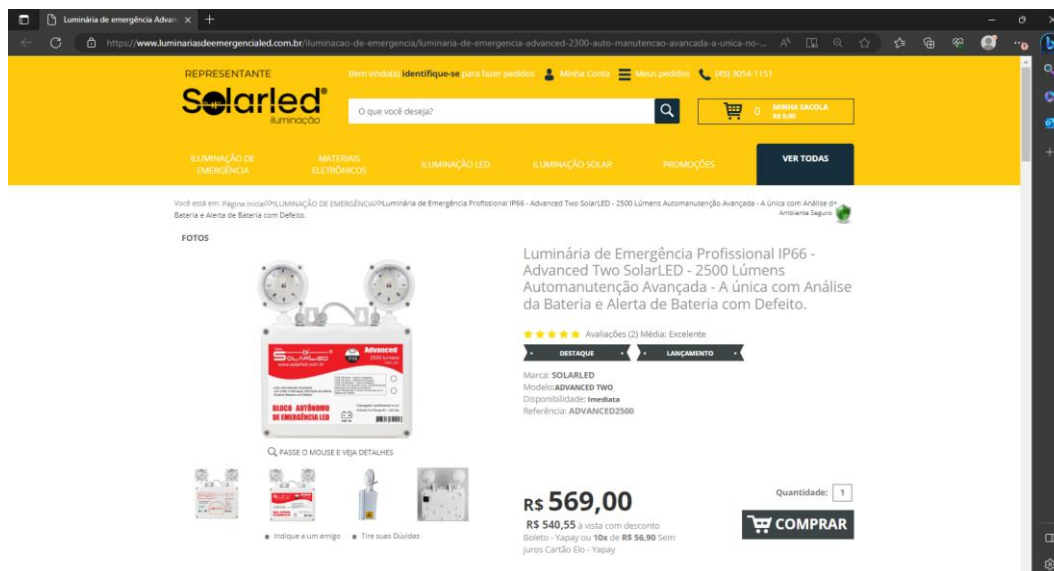 Luminária de emergência Advan
https://www.luminariasdeemergencialed.com.br/iluminacao-de-emergencia/luminaria-de-emergencia-advanced-2300-auto-manutencao-avancada-a-unica-no-...
REPRESENTANTE
Solarled®
iluminação
Bem vindo(a), identifique-se para fazer pedidos
Minha Conta
Meus pedidos
(45) 3054-1151
O que você deseja?
0
MINHA SACOLA
R$ 0,00
ILUMINAÇÃO DE
EMERGÊNCIA
MATERIAIS
ELETRÔNICOS
ILUMINAÇÃO LED
ILUMINAÇÃO SOLAR
PROMOÇÕES
VER TODAS
Você está em: Página inicial>>ILUMINAÇÃO DE EMERGÊNCIA>>Luminária de Emergência Profissional IP66 - Advanced Two SolarLED - 2500 Lúmens Automanutenção Avançada - A única com Análise da
Bateria e Alerta de Bateria com Defeito.
Ambiente Seguro
FOTOS
SOLARLED
www.solarled.com.br
Advanced
2500 lúmens
BLOCO AUTÔNOMO
DE EMERGÊNCIA LED
PASSE O MOUSE E VEJA DETALHES
Indique a um amigo
Tire suas Dúvidas
Luminária de Emergência Profissional IP66 -
Advanced Two SolarLED - 2500 Lúmens
Automanutenção Avançada - A única com Análise
da Bateria e Alerta de Bateria com Defeito.
Avaliações (2) Média: Excelente
DESTAQUE
LANÇAMENTO
Marca: SOLARLED
Modelo:ADVANCED TWO
Disponibilidade: Imediata
Referência: ADVANCED2500
R$ 569,00
R$ 540,55 à vista com desconto
Boleto - Yapay ou 10x de R$ 56,90 Sem
juros Cartão Elo - Yapay
Quantidade: 1
COMPRAR